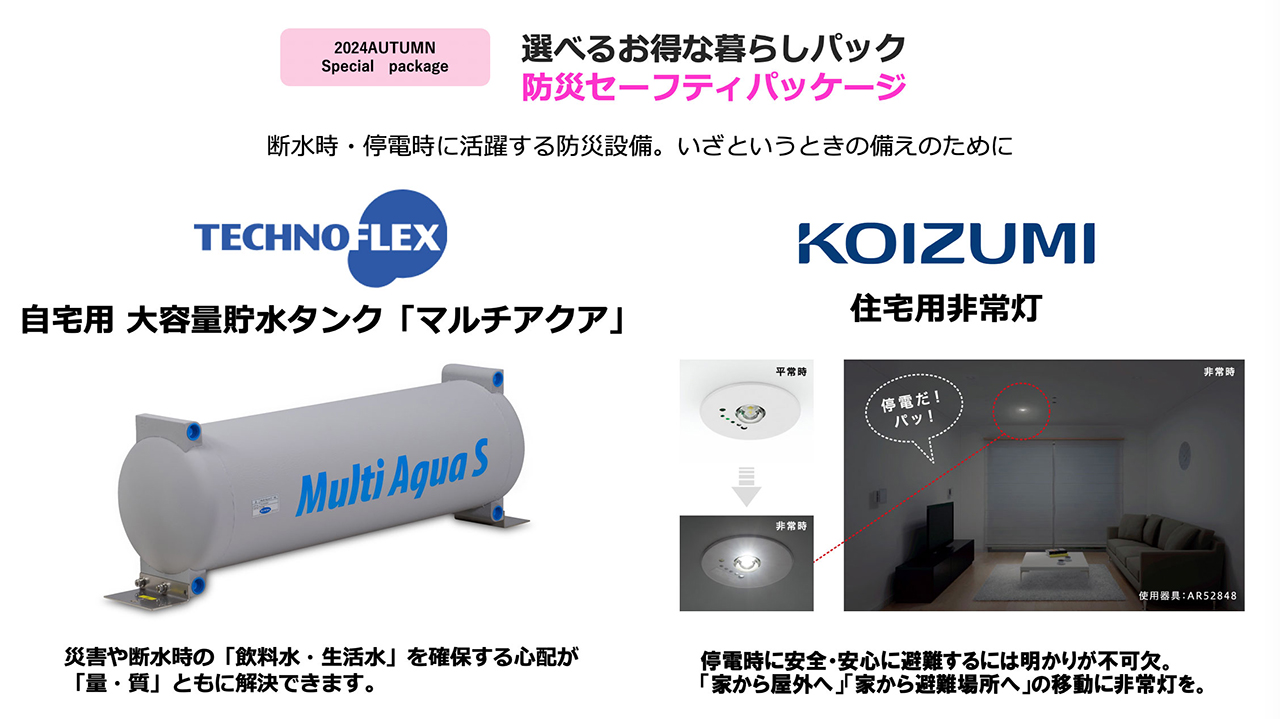 2024AUTUMN
Special package
選べるお得な暮らしパック
防災セーフティパッケージ
断水時・停電時に活躍する防災設備。いざというときの備えのために
TECHNOFLEX
自宅用 大容量貯水タンク「マルチアクア」
Multi Aqua S
災害や断水時の「飲料水・生活水」を確保する心配が
「量・質」ともに解決できます。
KOIZUMI
住宅用非常灯
平常時
非常時
停電だ!
パッ!
非常時
使用器具:AR52848
停電時に安全・安心に避難するには明かりが不可欠。
「家から屋外へ」「家から避難場所へ」の移動に非常灯を。